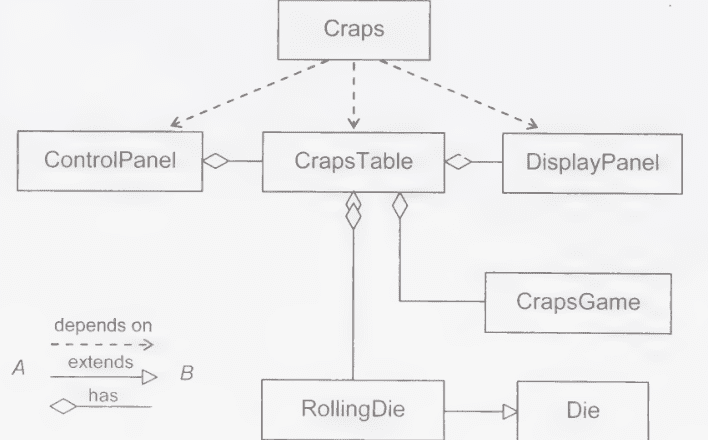 Craps
ControlPanel
CrapsTable
DisplayPanel
CrapsGame
depends on
A
extends
B
has
RollingDie
Die